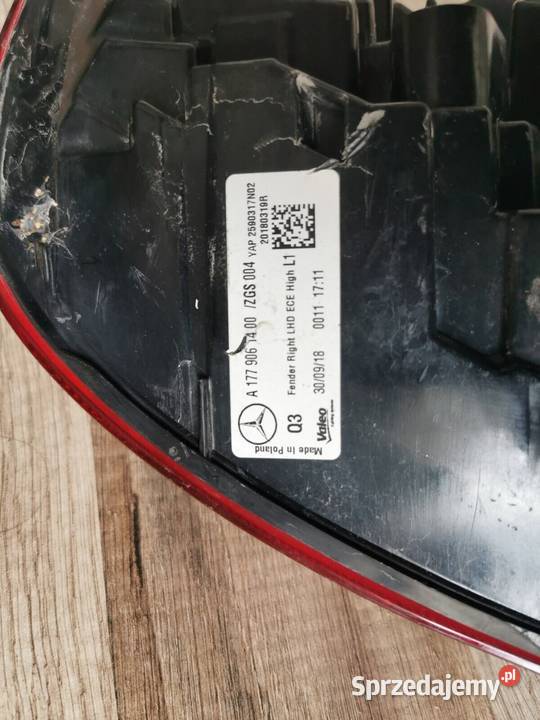 A 177 906 14 00 /ZGS 004 YAP 2590317N02
20180319R
Fender Right LHD ECE High L1
Q3 30/09/18 0011 17:11
Made In Poland
Valeo
Sprzedajemy.pl